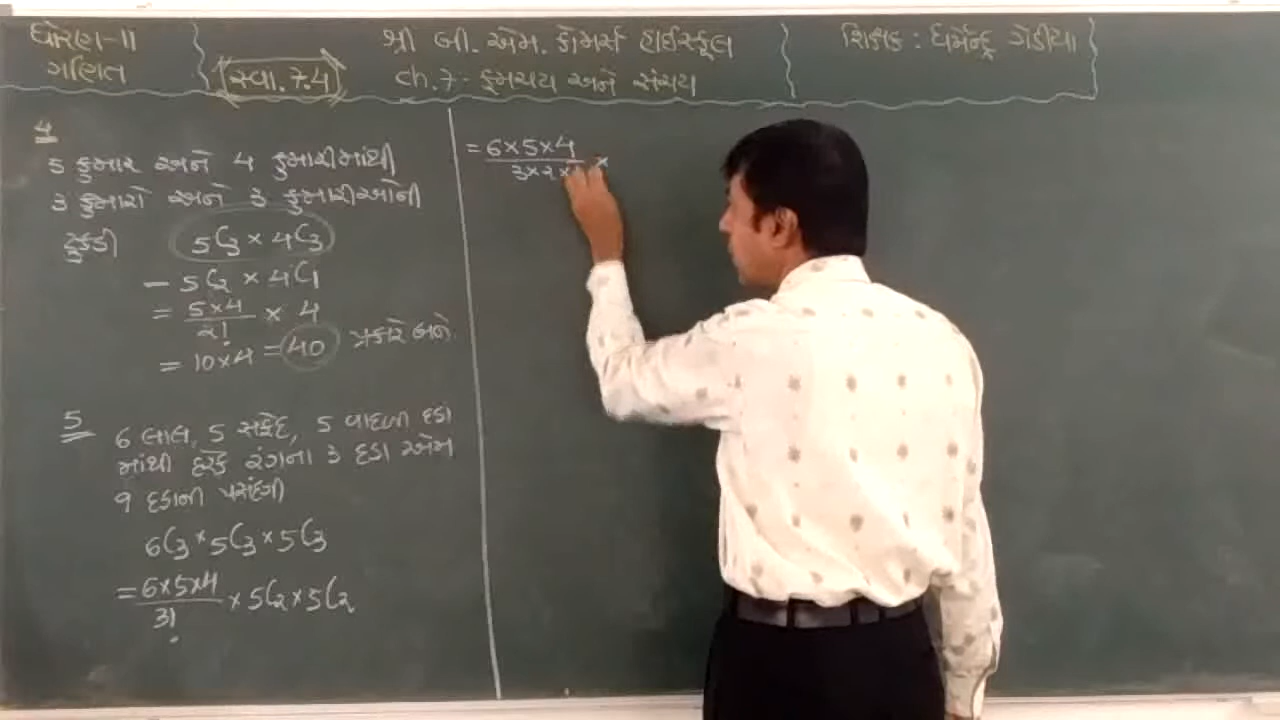 ધોરણ-11
ગણિત
સ્વા. 7.4
શ્રી બી. એમ. કોમર્સ હાઈસ્કૂલ
ch.7 - ક્રમચય અને સંચય
શિક્ષક : ધર્મેન્દ્ર ગેડીયા
4
5 કુમાર અને 4 કુમારીમાંથી
3 કુમારો અને 3 કુમારીઓની
ટુકડી 5C3 × 4C3
= 5C2 × 4C1
= 5×4/2! × 4
= 10×4 = 40 પ્રકારે બને
5
6 લાલ, 5 સફેદ, 5 વાદળી દડા
માંથી દરેક રંગના 3 દડા એમ
9 દડાની પસંદગી
6C3 × 5C3 × 5C3
= 6×5×4/3! × 5C2 × 5C2
= 6×5×4/3×2× ×